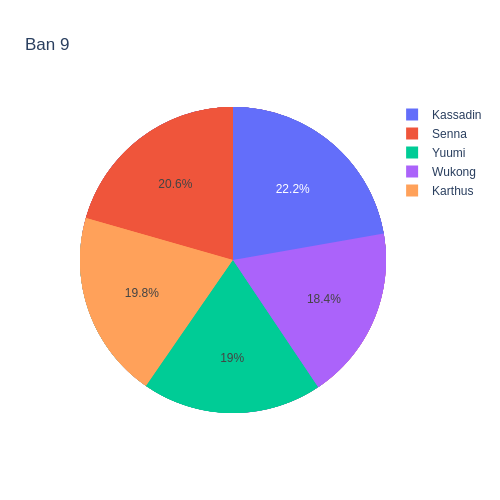 Ban 9
Kassadin
Senna
Yuumi
Wukong
Karthus
20.6%
22.2%
19.8%
18.4%
19%